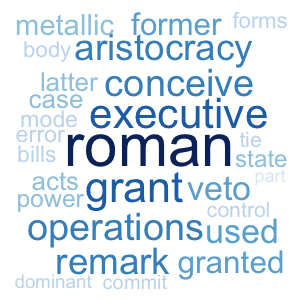 metallic former forms
body aristocracy
latter conceive
case executive
mode
error roman tie
bills state
acts grant veto part
power control
operations used
remark granted
dominant commit